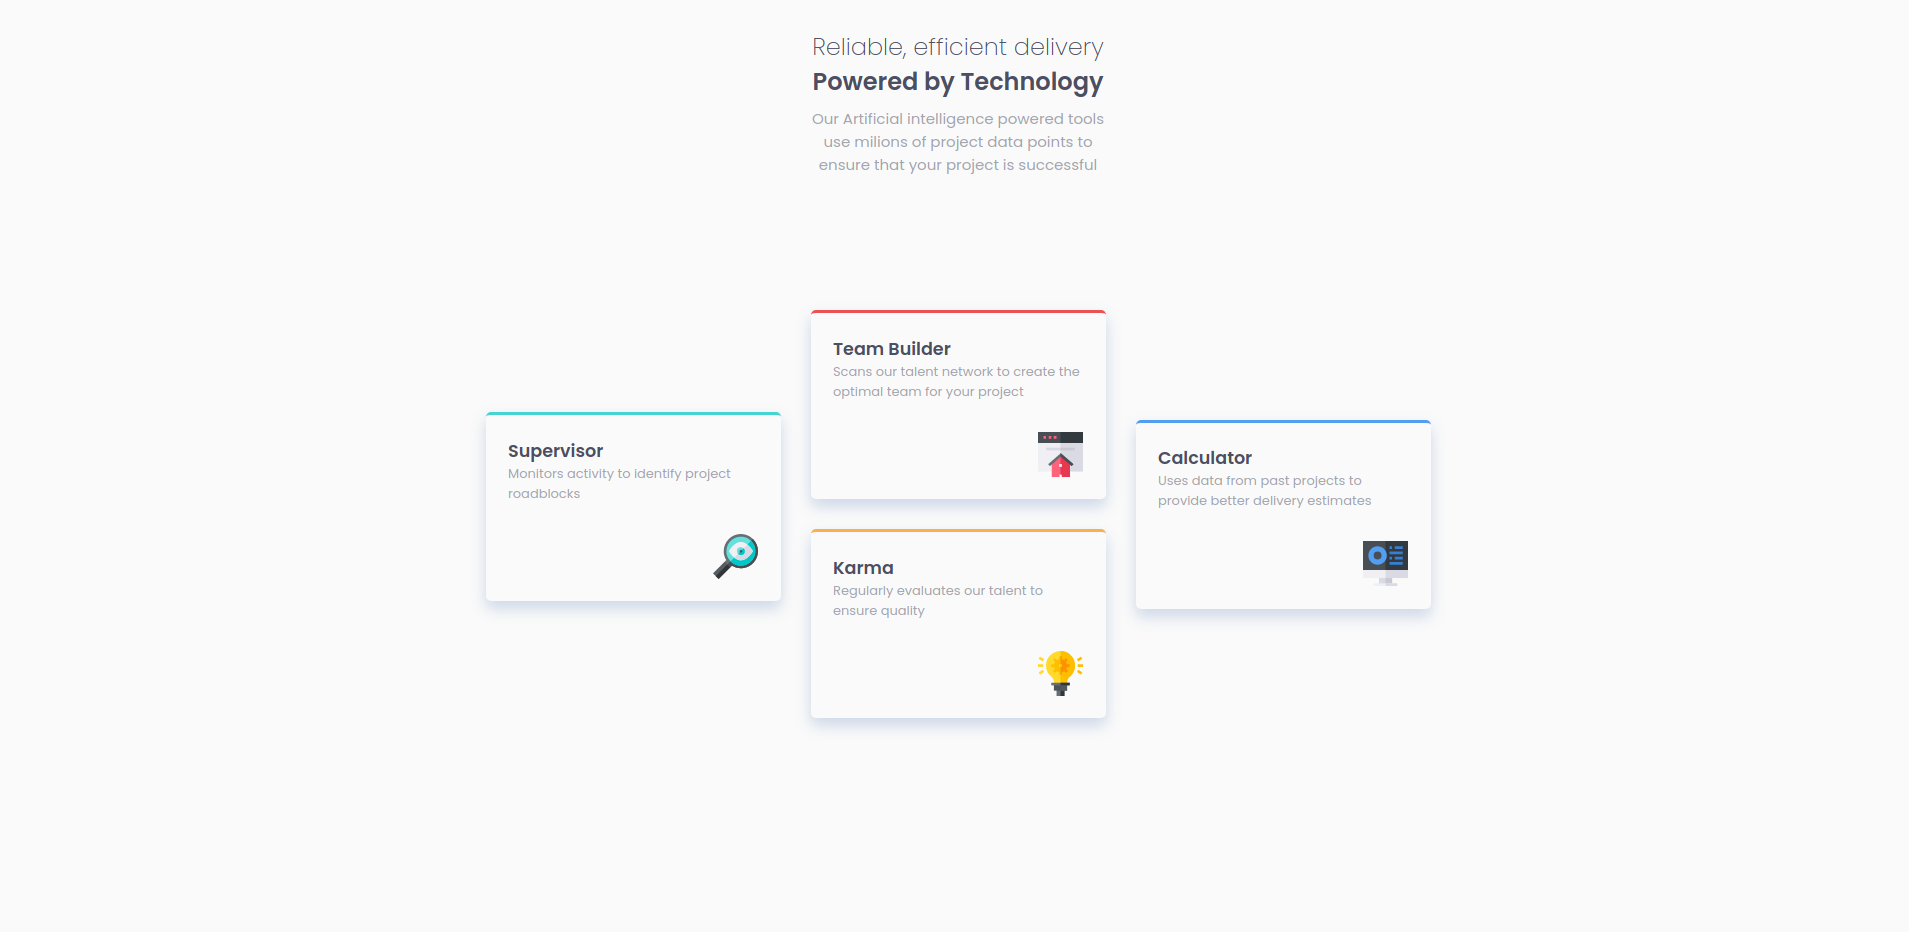 Reliable, efficient delivery
Powered by Technology
Our Artificial intelligence powered tools
use milions of project data points to
ensure that your project is successful
Team Builder
Scans our talent network to create the
optimal team for your project
Supervisor
Monitors activity to identify project
roadblocks
Calculator
Uses data from past projects to
provide better delivery estimates
Karma
Regularly evaluates our talent to
ensure quality